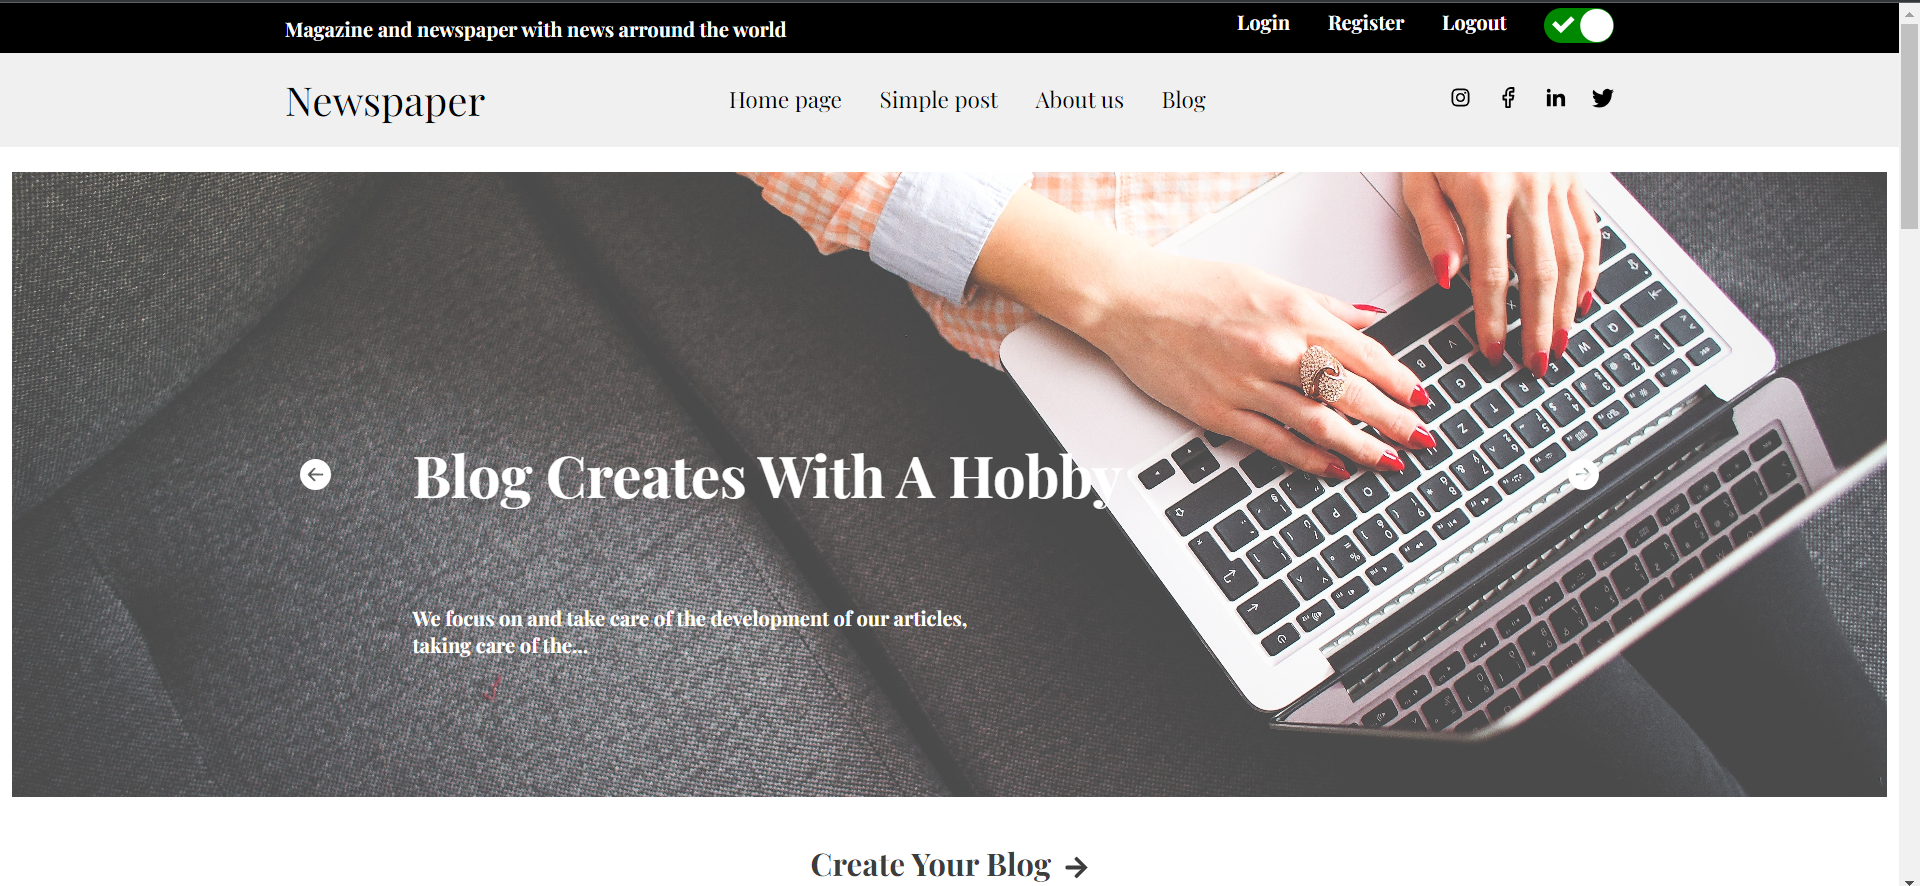 Magazine and newspaper with news arround the world
Login Register Logout
Newspaper
Home page Simple post About us Blog
Blog Creates With A Hobby
We focus on and take care of the development of our articles,
taking care of the...
Create Your Blog →